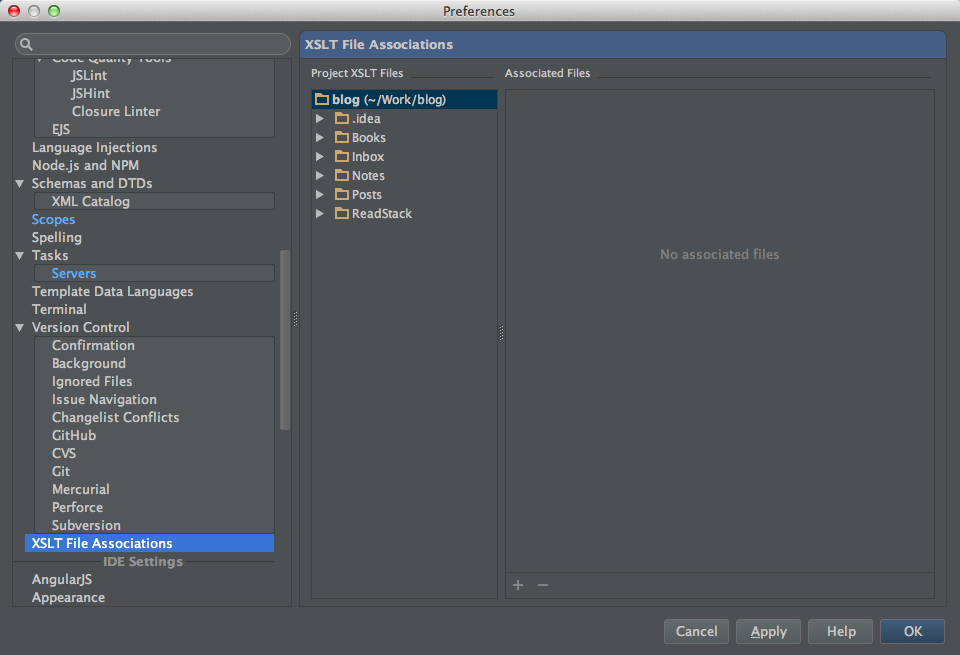 Preferences
Code Quality Tools
JSLint
JSHint
Closure Linter
EJS
Language Injections
Node.js and NPM
Schemas and DTDs
XML Catalog
Scopes
Spelling
Tasks
Servers
Template Data Languages
Terminal
Version Control
Confirmation
Background
Ignored Files
Issue Navigation
Changelist Conflicts
GitHub
CVS
Git
Mercurial
Perforce
Subversion
XSLT File Associations
IDE Settings
AngularJS
Appearance
XSLT File Associations
Project XSLT Files
blog (~/Work/blog)
.idea
Books
Inbox
Notes
Posts
ReadStack
Associated Files
No associated files
Cancel
Apply
Help
OK